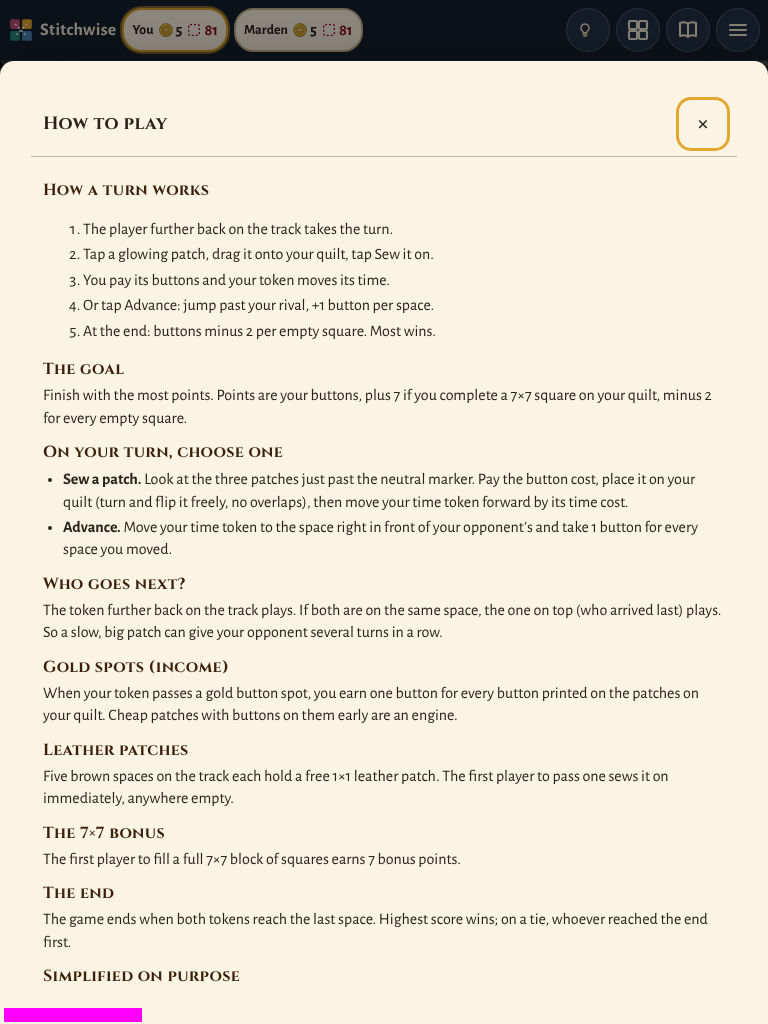 Stitchwise You 5 81 Marden 5 81
How to play ×
How a turn works
1. The player further back on the track takes the turn.
2. Tap a glowing patch, drag it onto your quilt, tap Sew it on.
3. You pay its buttons and your token moves its time.
4. Or tap Advance: jump past your rival, +1 button per space.
5. At the end: buttons minus 2 per empty square. Most wins.
The goal
Finish with the most points. Points are your buttons, plus 7 if you complete a 7×7 square on your quilt, minus 2
for every empty square.
On your turn, choose one
• Sew a patch. Look at the three patches just past the neutral marker. Pay the button cost, place it on your
quilt (turn and flip it freely, no overlaps), then move your time token forward by its time cost.
• Advance. Move your time token to the space right in front of your opponent's and take 1 button for every
space you moved.
Who goes next?
The token further back on the track plays. If both are on the same space, the one on top (who arrived last) plays.
So a slow, big patch can give your opponent several turns in a row.
Gold spots (income)
When your token passes a gold button spot, you earn one button for every button printed on the patches on
your quilt. Cheap patches with buttons on them early are an engine.
Leather patches
Five brown spaces on the track each hold a free 1×1 leather patch. The first player to pass one sews it on
immediately, anywhere empty.
The 7×7 bonus
The first player to fill a full 7×7 block of squares earns 7 bonus points.
The end
The game ends when both tokens reach the last space. Highest score wins; on a tie, whoever reached the end
first.
Simplified on purpose